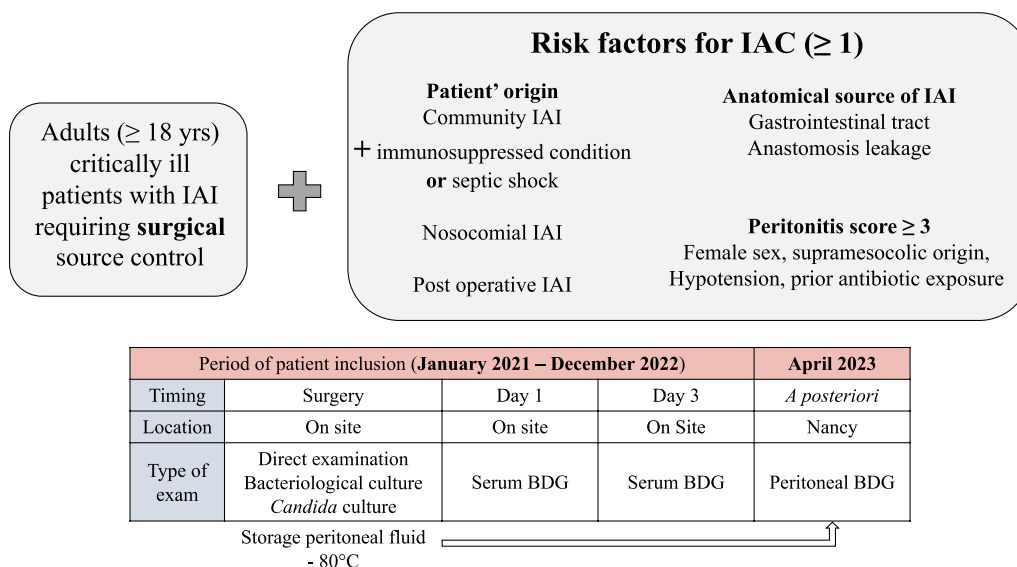 Adults (≥ 18 yrs)
critically ill
patients with IAI
requiring surgical
source control
Risk factors for IAC (≥ 1)
Patient' origin
Community IAI
+ immunosuppressed condition
or septic shock
Nosocomial IAI
Post operative IAI
Anatomical source of IAI
Gastrointestinal tract
Anastomosis leakage
Peritonitis score ≥ 3
Female sex, supramesocolic origin,
Hypotension, prior antibiotic exposure
Period of patient inclusion (January 2021 – December 2022) April 2023
Timing Surgery Day 1 Day 3 A posteriori
Location On site On site On Site Nancy
Type of exam
Direct examination
Bacteriological culture
Candida culture
Serum BDG Serum BDG Peritoneal BDG
Storage peritoneal fluid
- 80°C